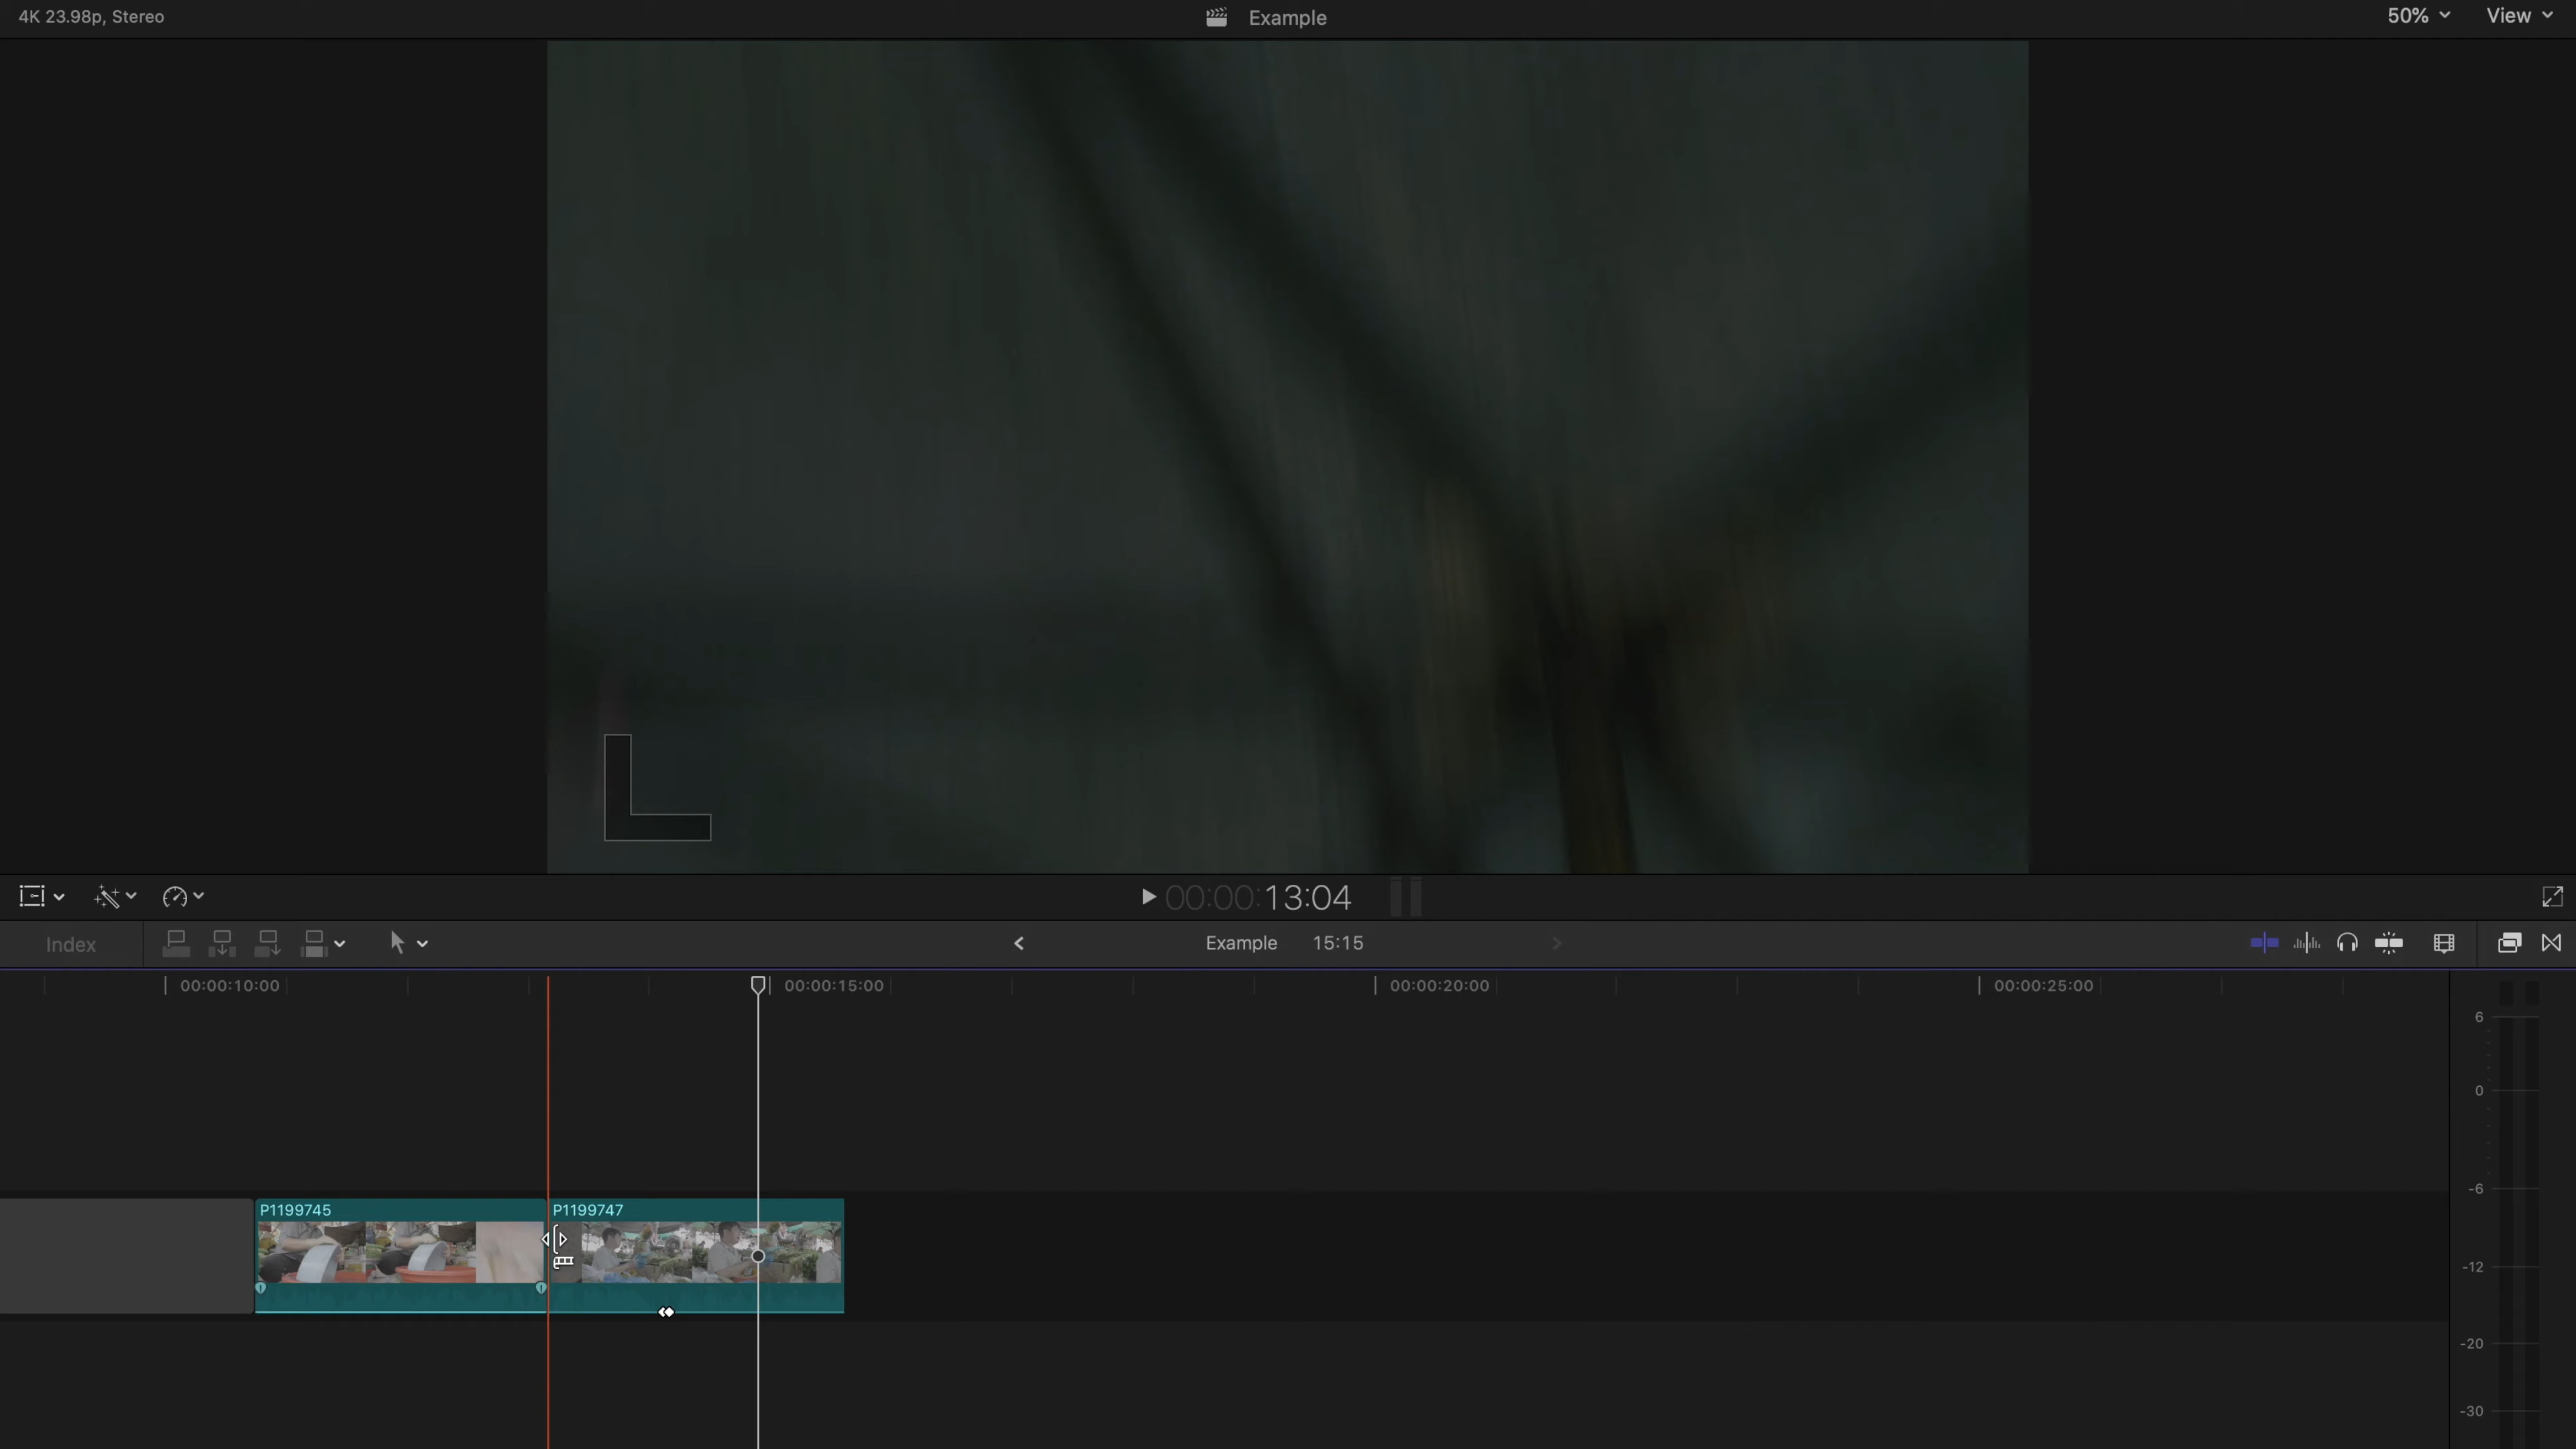 4K 23.98p, Stereo
Example
50%
View
00:00:00:13:04
Index
Example
15:15
00:00:10:00
00:00:15:00
00:00:20:00
00:00:25:00
6
0
-6
-12
-20
-30
P1199745
P1199747